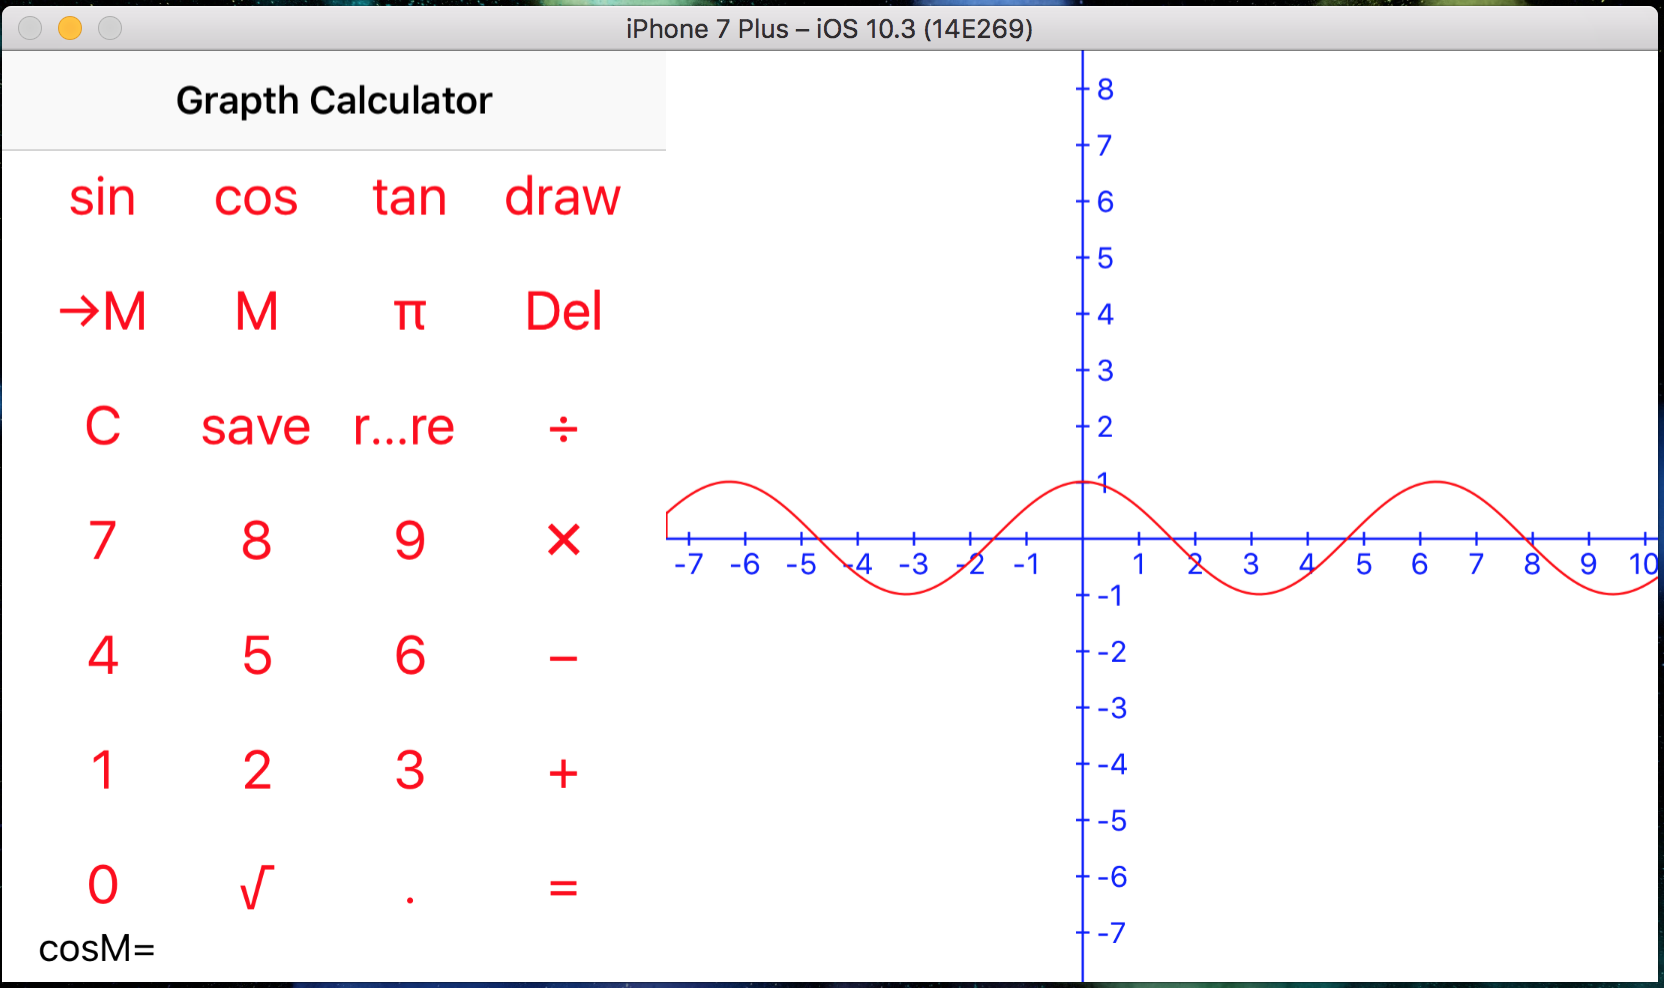 iPhone 7 Plus – iOS 10.3 (14E269)
Grapth Calculator
sin cos tan draw
→M M π Del
C save r...re ÷
7 8 9 ×
4 5 6 −
1 2 3 +
0 √ . =
cosM=
8
7
6
5
4
3
2
1
-7 -6 -5 -4 -3 -2 -1 1 2 3 4 5 6 7 8 9 10
-1
-2
-3
-4
-5
-6
-7